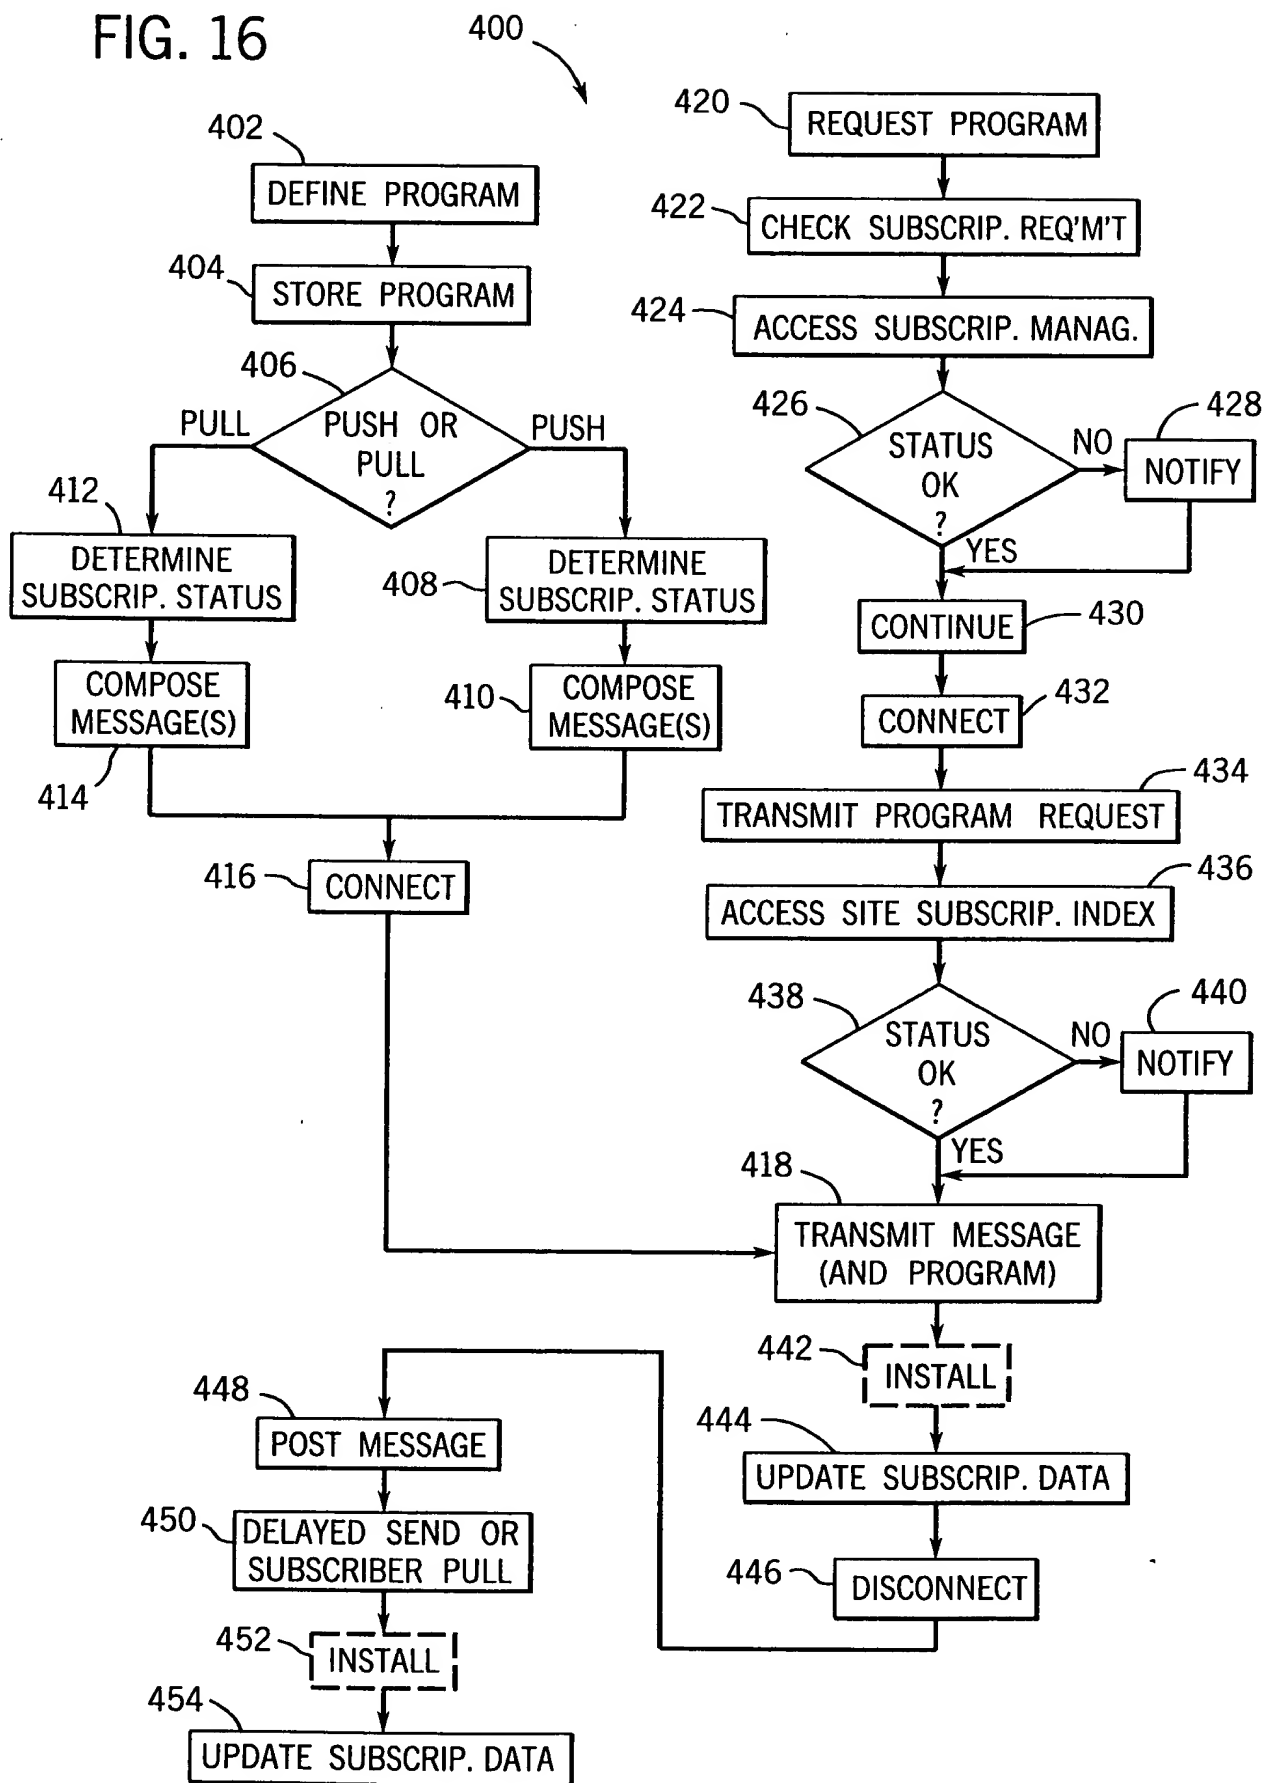 FIG. 16
400
402
DEFINE PROGRAM
404
STORE PROGRAM
406
PUSH OR
PULL
?
PULL
PUSH
412
DETERMINE
SUBSCRIP. STATUS
408
DETERMINE
SUBSCRIP. STATUS
414
COMPOSE
MESSAGE(S)
410
COMPOSE
MESSAGE(S)
416
CONNECT
420
REQUEST PROGRAM
422
CHECK SUBSCRIP. REQ'M'T
424
ACCESS SUBSCRIP. MANAG.
426
STATUS
OK
?
NO
428
NOTIFY
YES
CONTINUE
430
CONNECT
432
434
TRANSMIT PROGRAM REQUEST
436
ACCESS SITE SUBSCRIP. INDEX
438
STATUS
OK
?
NO
440
NOTIFY
YES
418
TRANSMIT MESSAGE
(AND PROGRAM)
442
INSTALL
444
UPDATE SUBSCRIP. DATA
446
DISCONNECT
448
POST MESSAGE
450
DELAYED SEND OR
SUBSCRIBER PULL
452
INSTALL
454
UPDATE SUBSCRIP. DATA